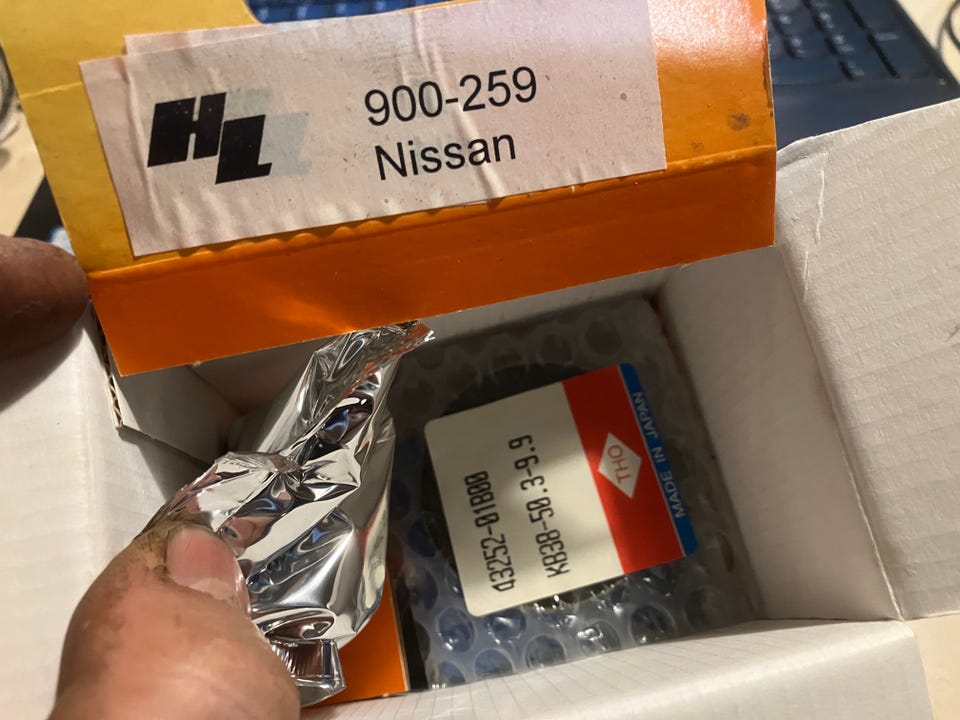 HL
900-259
Nissan
43252-01B00
KB38-50.3-9.9
THO
MADE IN JAPAN